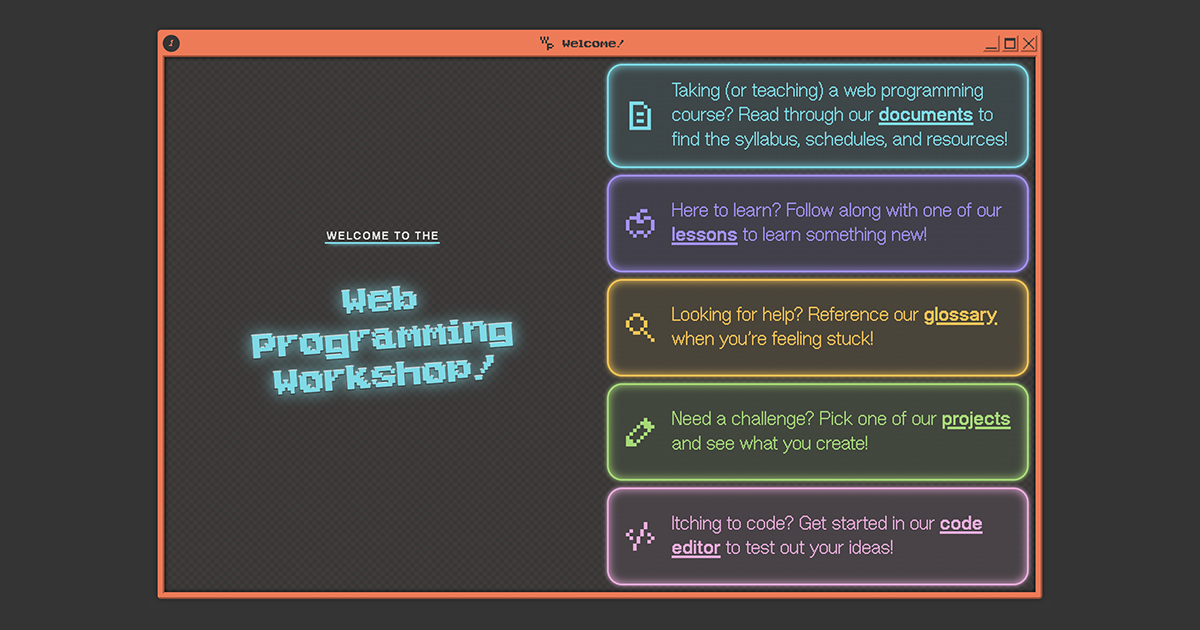 Welcome!
WELCOME TO THE
Web
Programming
Workshop!
Taking (or teaching) a web programming
course? Read through our documents to
find the syllabus, schedules, and resources!
Here to learn? Follow along with one of our
lessons to learn something new!
Looking for help? Reference our glossary
when you're feeling stuck!
Need a challenge? Pick one of our projects
and see what you create!
Itching to code? Get started in our code
editor to test out your ideas!